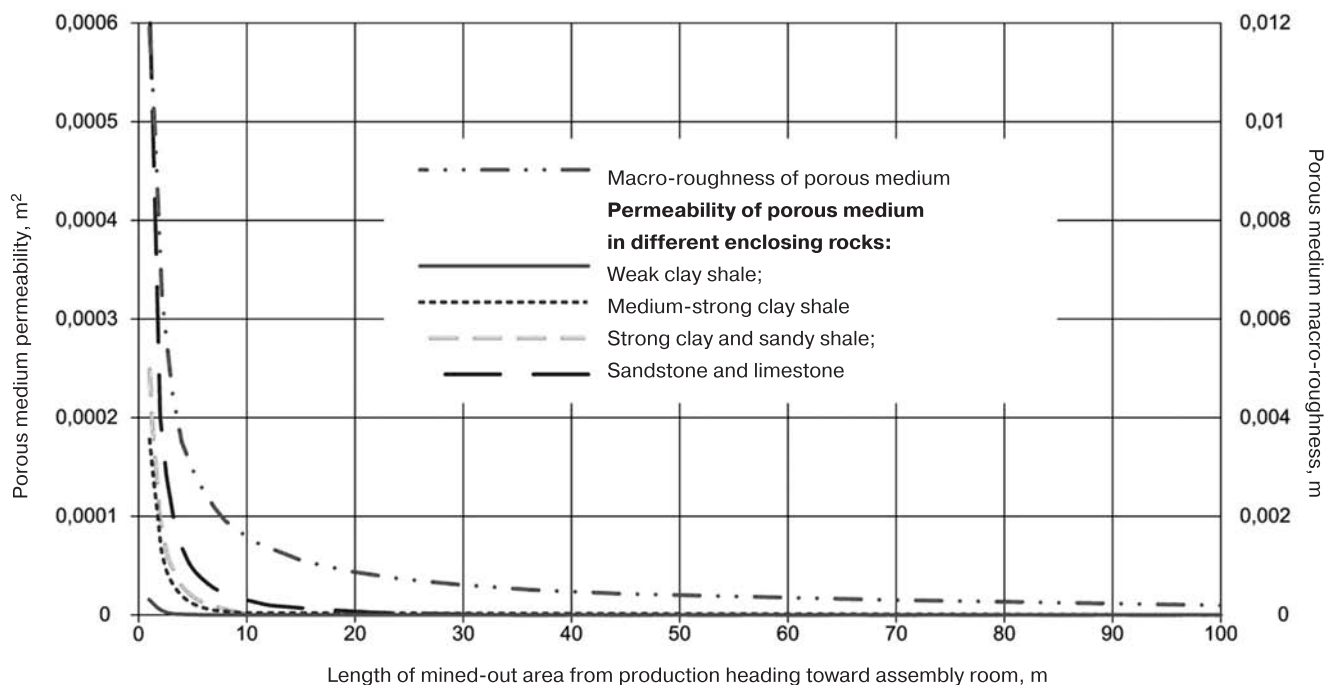 0,0006
0,0005
0,0004
0,0003
0,0002
0,0001
0
Porous medium permeability, m²
0,012
0,01
0,008
0,006
0,004
0,002
0
Porous medium macro-roughness, m
Macro-roughness of porous medium
Permeability of porous medium
in different enclosing rocks:
Weak clay shale;
Medium-strong clay shale
Strong clay and sandy shale;
Sandstone and limestone
0 10 20 30 40 50 60 70 80 90 100
Length of mined-out area from production heading toward assembly room, m